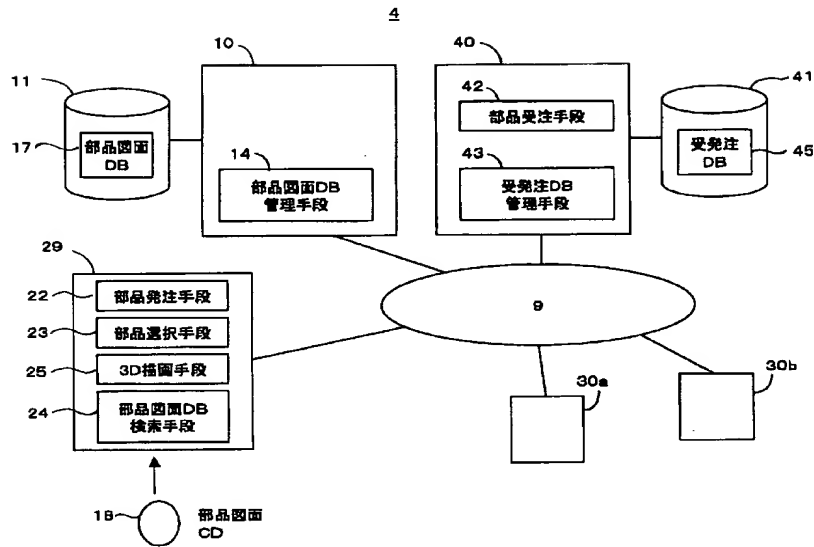 4
10
40
11
41
42
部品受注手段
17
部品図面
DB
14
部品図面DB
管理手段
43
受発注DB
管理手段
受発注
DB
45
29
22
部品発注手段
23
部品選択手段
25
3D描画手段
24
部品図面DB
検索手段
9
30a
30b
18
部品図面
CD